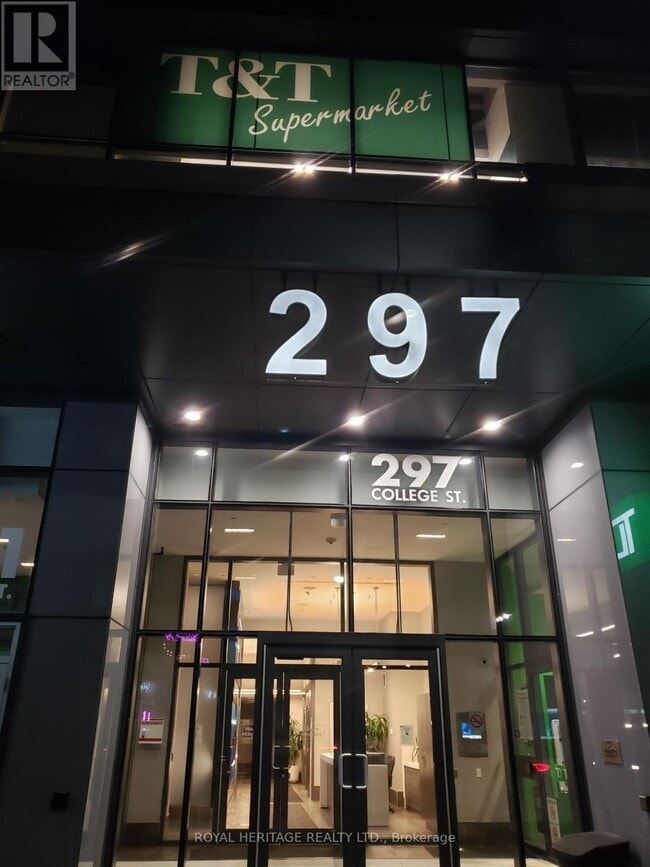 R
REALTOR®
T&T
Supermarket
297
297
COLLEGE ST.
ROYAL HERITAGE REALTY LTD., Brokerage